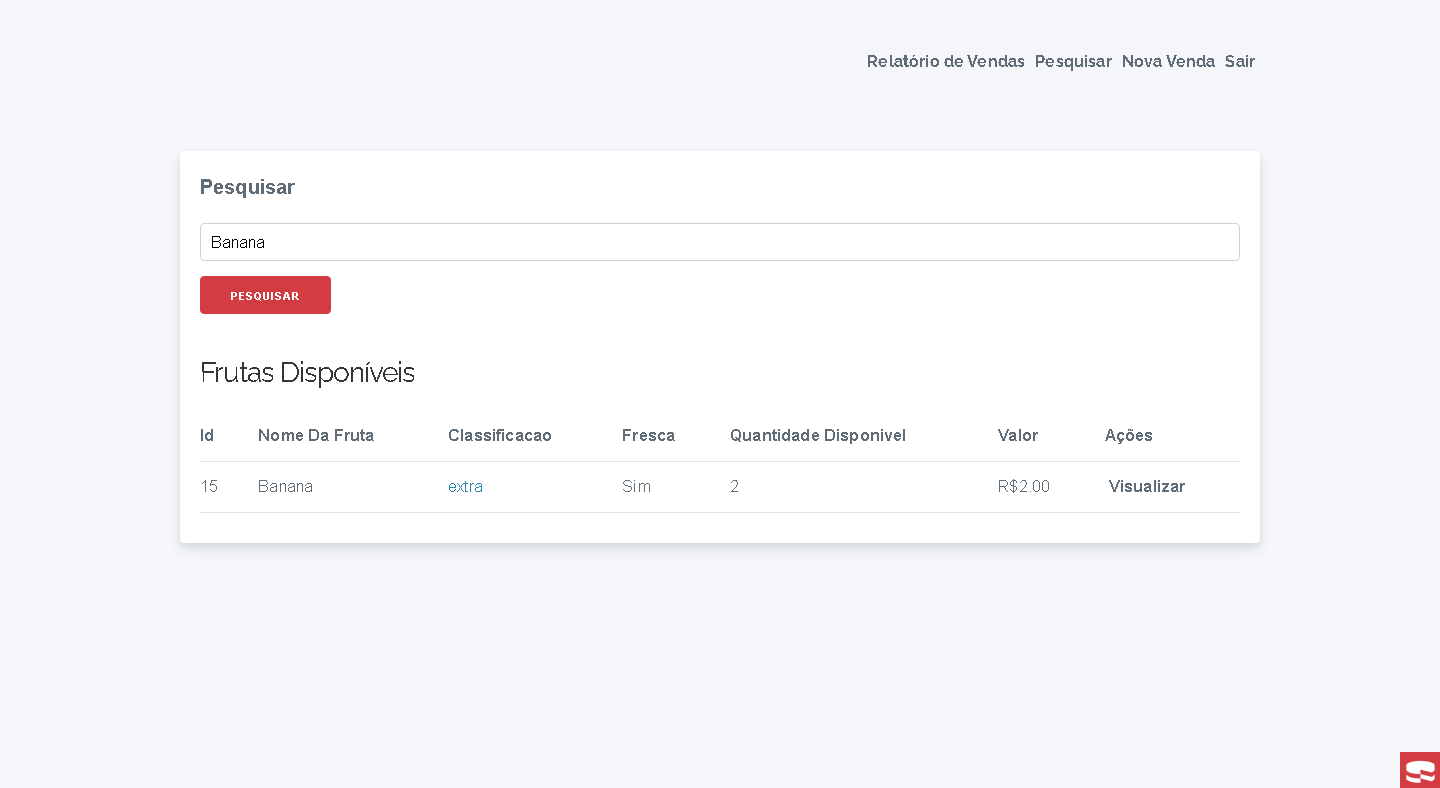 Relatório de Vendas Pesquisar Nova Venda Sair
Pesquisar
Banana
PESQUISAR
Frutas Disponíveis
Id Nome Da Fruta Classificacao Fresca Quantidade Disponivel Valor Ações
15 Banana extra Sim 2 R$2.00 Visualizar